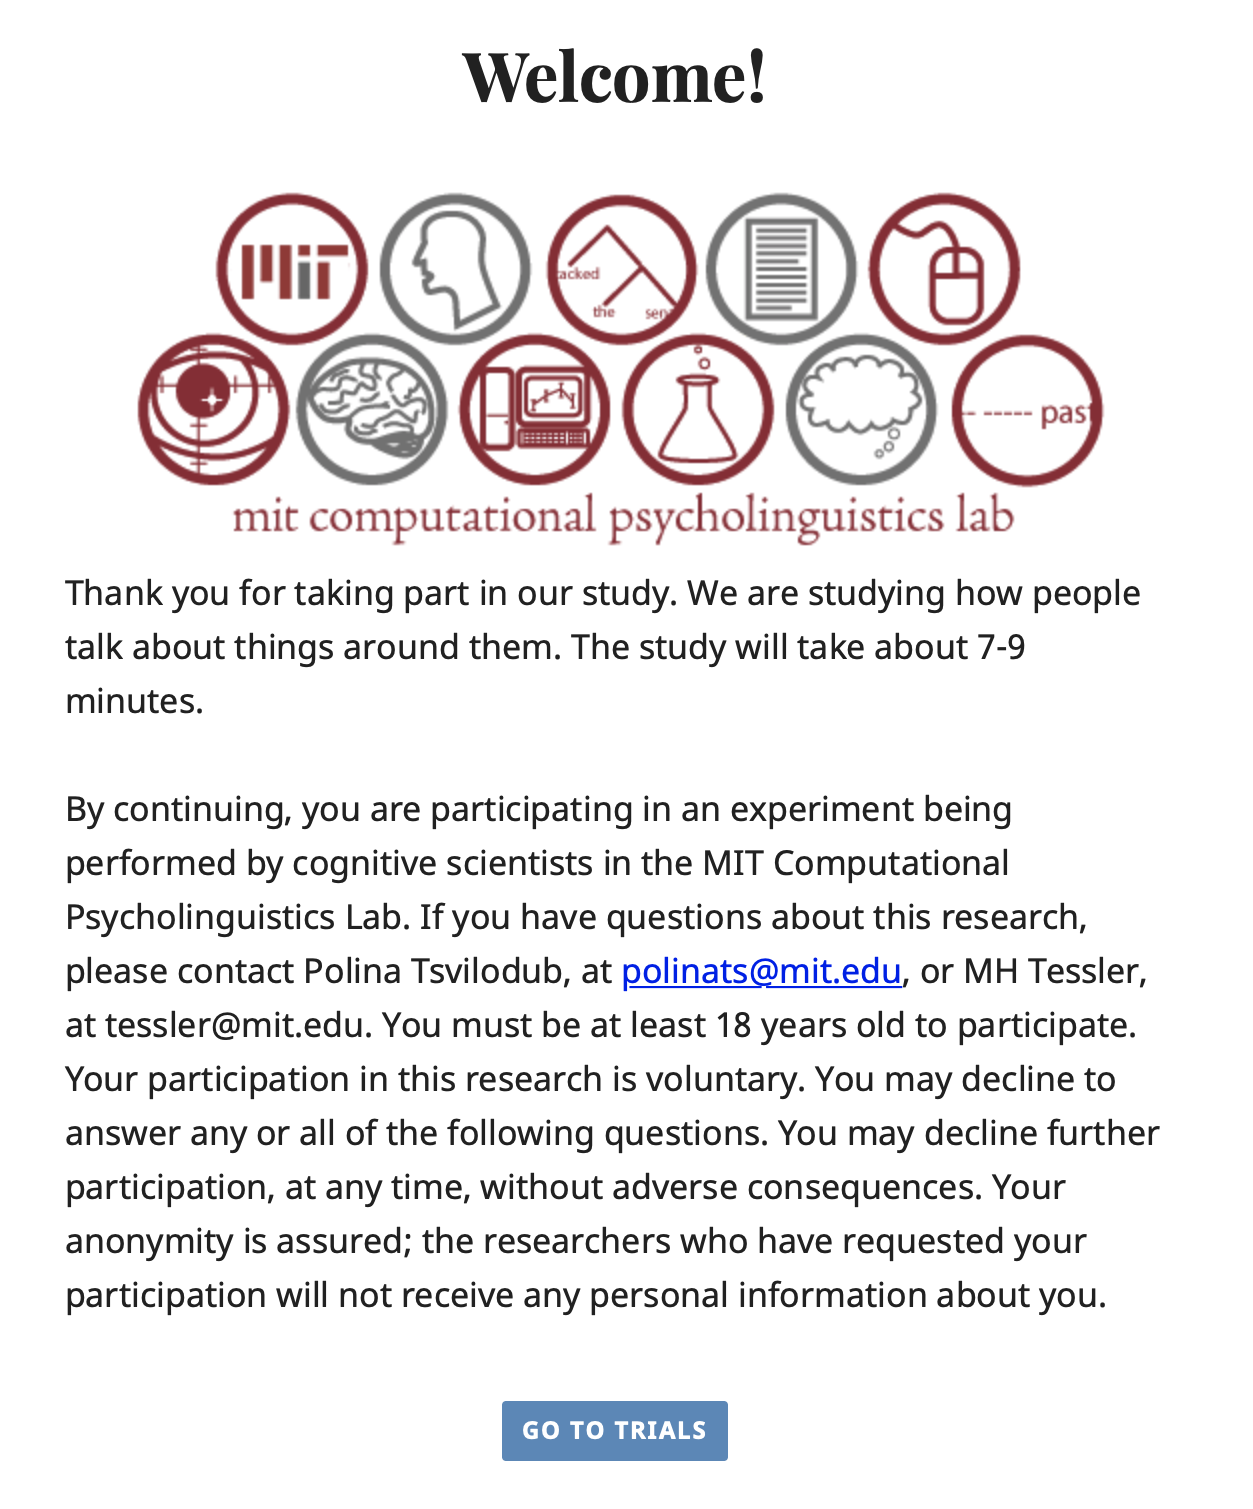 Welcome!
MIT
acked
the
sen
-- ----- past
mit computational psycholinguistics lab
Thank you for taking part in our study. We are studying how people
talk about things around them. The study will take about 7-9
minutes.
By continuing, you are participating in an experiment being
performed by cognitive scientists in the MIT Computational
Psycholinguistics Lab. If you have questions about this research,
please contact Polina Tsvilodub, at polinats@mit.edu, or MH Tessler,
at tessler@mit.edu. You must be at least 18 years old to participate.
Your participation in this research is voluntary. You may decline to
answer any or all of the following questions. You may decline further
participation, at any time, without adverse consequences. Your
anonymity is assured; the researchers who have requested your
participation will not receive any personal information about you.
GO TO TRIALS